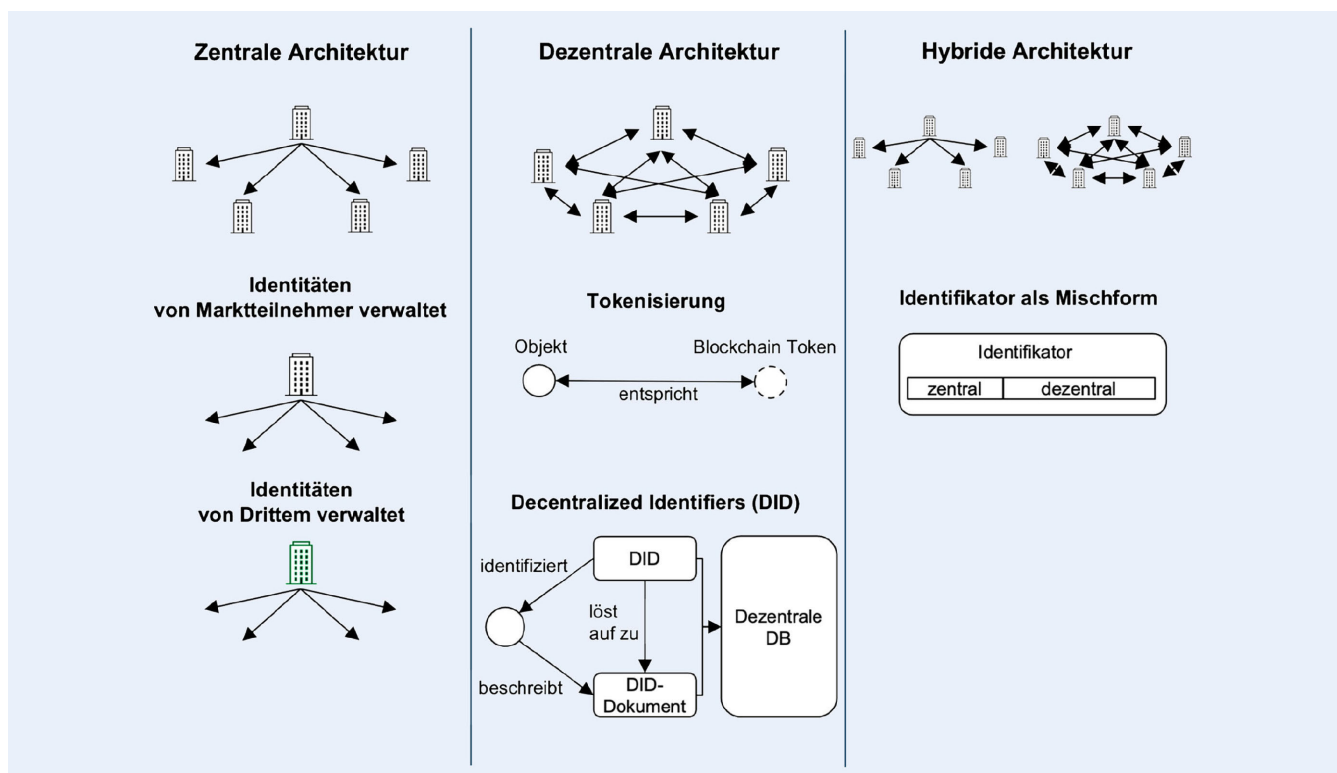 Zentrale Architektur
Identitäten
von Marktteilnehmer verwaltet
Identitäten
von Drittem verwaltet
Dezentrale Architektur
Tokenisierung
Objekt
Blockchain Token
entspricht
Decentralized Identifiers (DID)
identifiziert
DID
löst
auf zu
Dezentrale
DB
beschreibt
DID-
Dokument
Hybride Architektur
Identifikator als Mischform
Identifikator
zentral
dezentral